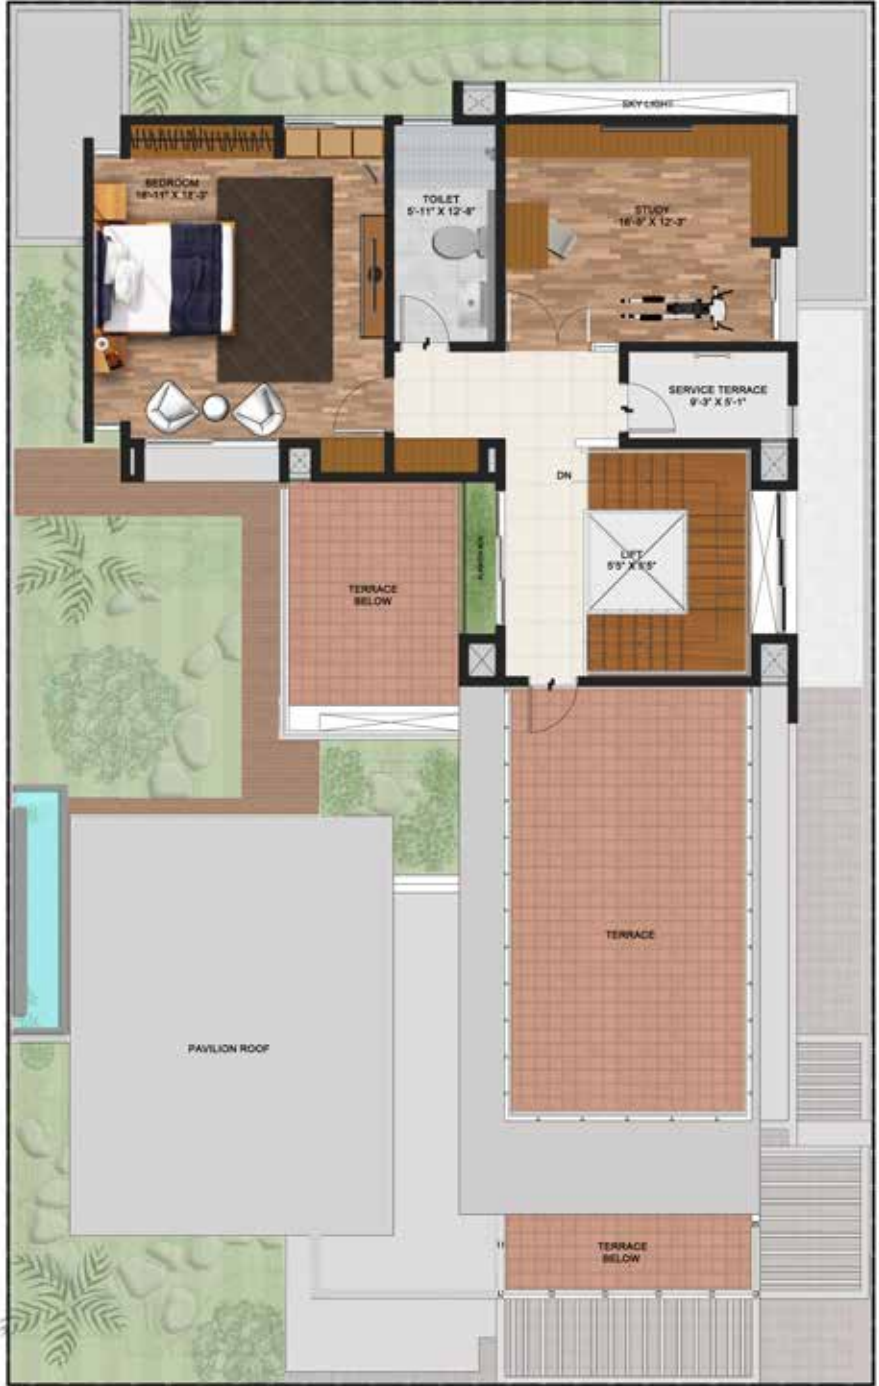 SKY LIGHT
BEDROOM
16'-11" X 12'-3"
TOILET
5'-11" X 12'-8"
STUDY
16'-9" X 12'-3"
SERVICE TERRACE
9'-3" X 5'-1"
DN
LIFT
5'5" X 5'5"
TERRACE
BELOW
TERRACE
PAVILION ROOF
TERRACE
BELOW